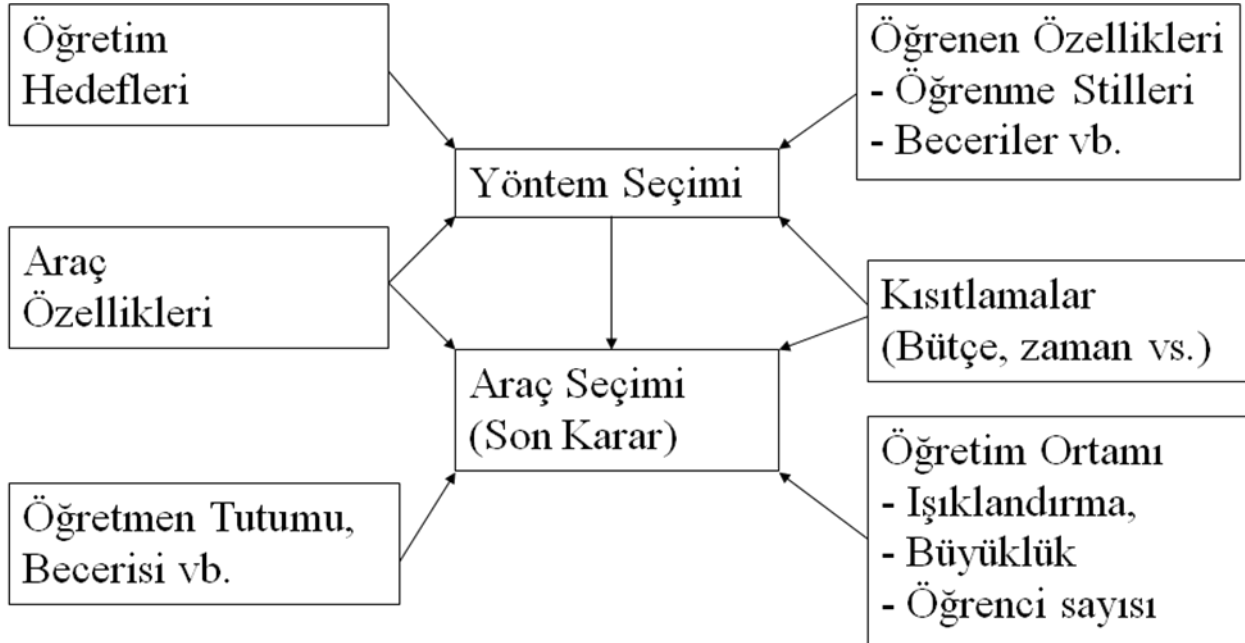 Öğretim
Hedefleri
Öğrenen Özellikleri
- Öğrenme Stilleri
- Beceriler vb.
Yöntem Seçimi
Araç
Özellikleri
Kısıtlamalar
(Bütçe, zaman vs.)
Araç Seçimi
(Son Karar)
Öğretmen Tutumu,
Becerisi vb.
Öğretim Ortamı
- Işıklandırma,
- Büyüklük
- Öğrenci sayısı